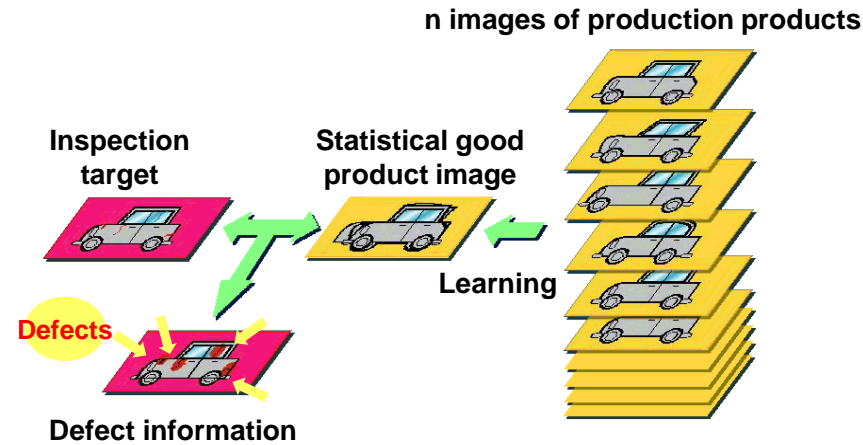 n images of production products
Inspection
target
Statistical good
product image
Learning
Defects
Defect information